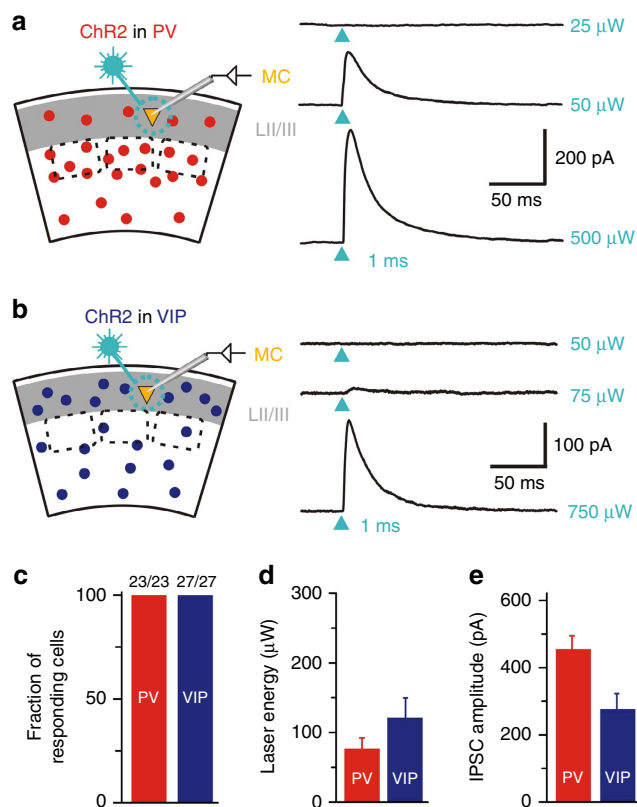 a
ChR2 in PV
MC
LII/III
25 µW
50 µW
200 pA
50 ms
500 µW
1 ms
b
ChR2 in VIP
MC
LII/III
50 µW
75 µW
100 pA
50 ms
750 µW
1 ms
c
23/23 27/27
100
50
0
Fraction of
responding cells
PV VIP
d
300
200
100
0
Laser energy (µW)
PV VIP
e
600
400
200
0
IPSC amplitude (pA)
PV VIP